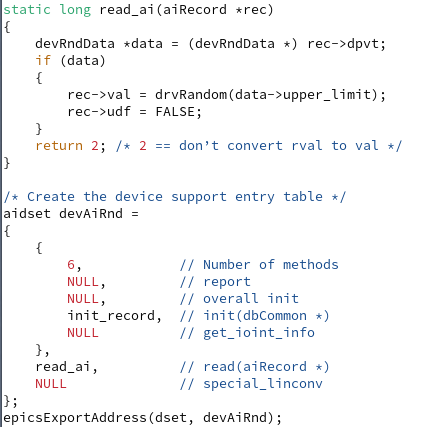 static long read_ai(aiRecord *rec)
{
    devRndData *data = (devRndData *) rec->dpvt;
    if (data)
    {
        rec->val = drvRandom(data->upper_limit);
        rec->udf = FALSE;
    }
    return 2; /* 2 == don’t convert rval to val */
}

/* Create the device support entry table */
aidset devAiRnd =
{
    {
        6,            // Number of methods
        NULL,         // report
        NULL,         // overall init
        init_record,  // init(dbCommon *)
        NULL          // get_ioint_info
    },
    read_ai,          // read(aiRecord *)
    NULL              // special_linconv
};
epicsExportAddress(dset, devAiRnd);